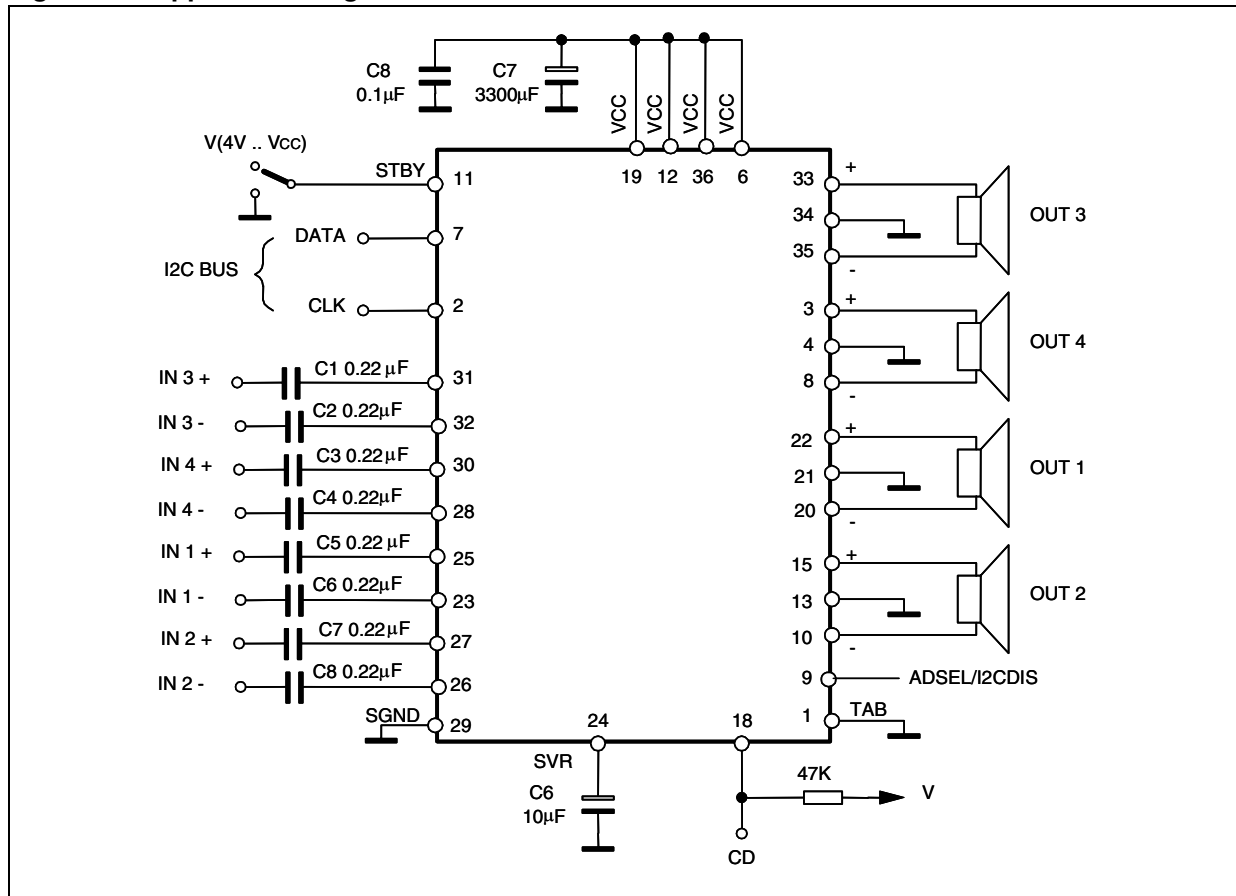 C8
0.1µF
C7
3300µF
VCC
VCC
VCC
VCC
V(4V .. VCC)
STBY
11
19
12
36
6
33
+
34
35
-
OUT 3
DATA
7
I2C BUS
CLK
2
3
+
4
8
-
OUT 4
IN 3 +
C1 0.22 µF
31
IN 3 -
C2 0.22µF
32
IN 4 +
C3 0.22 µF
30
IN 4 -
C4 0.22µF
28
22
+
21
20
-
OUT 1
IN 1 +
C5 0.22 µF
25
IN 1 -
C6 0.22µF
23
IN 2 +
C7 0.22µF
27
IN 2 -
C8 0.22µF
26
15
+
13
10
-
OUT 2
9
ADSEL/I2CDIS
SGND
29
24
18
1
TAB
SVR
C6
10µF
47K
V
CD